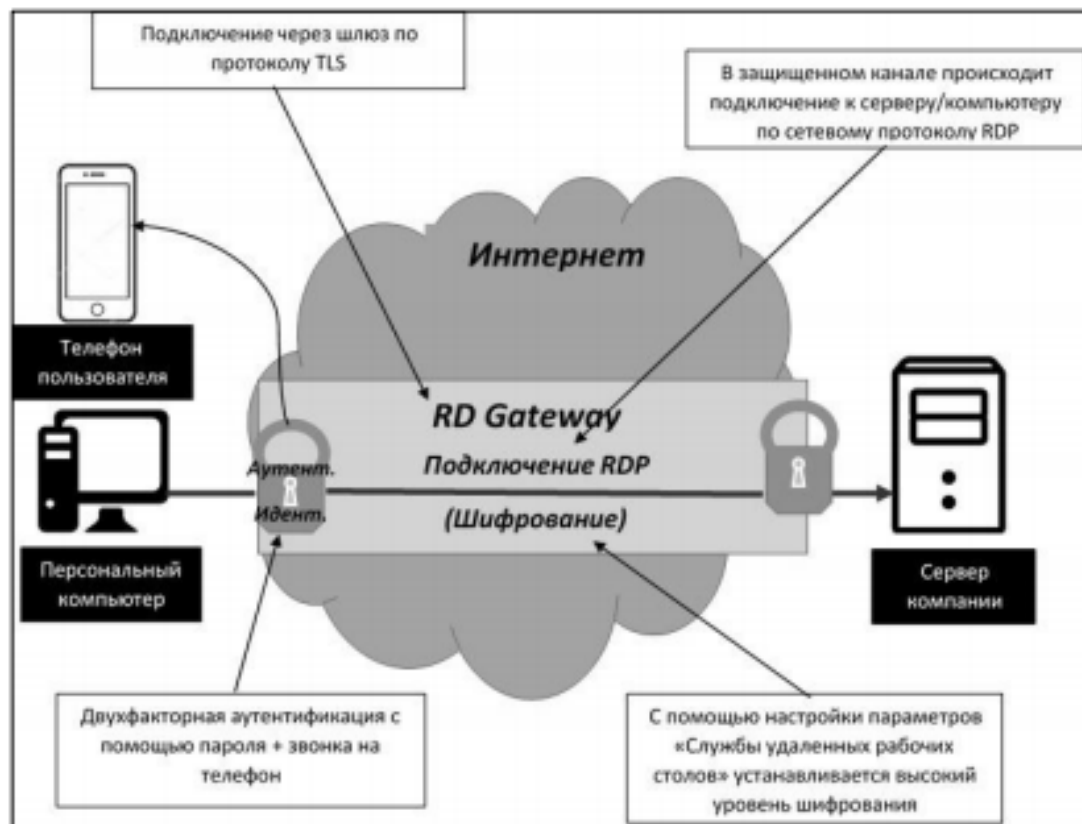 Подключение через шлюз по
протоколу TLS
В защищенном канале происходит
подключение к серверу/компьютеру
по сетевому протоколу RDP
Интернет
Телефон
пользователя
RD Gateway
Аутент.
Подключение RDP
Идент.
(Шифрование)
Персональный
компьютер
Сервер
компании
Двухфакторная аутентификация с
помощью пароля + звонка на
телефон
С помощью настройки параметров
«Службы удаленных рабочих
столов» устанавливается высокий
уровень шифрования